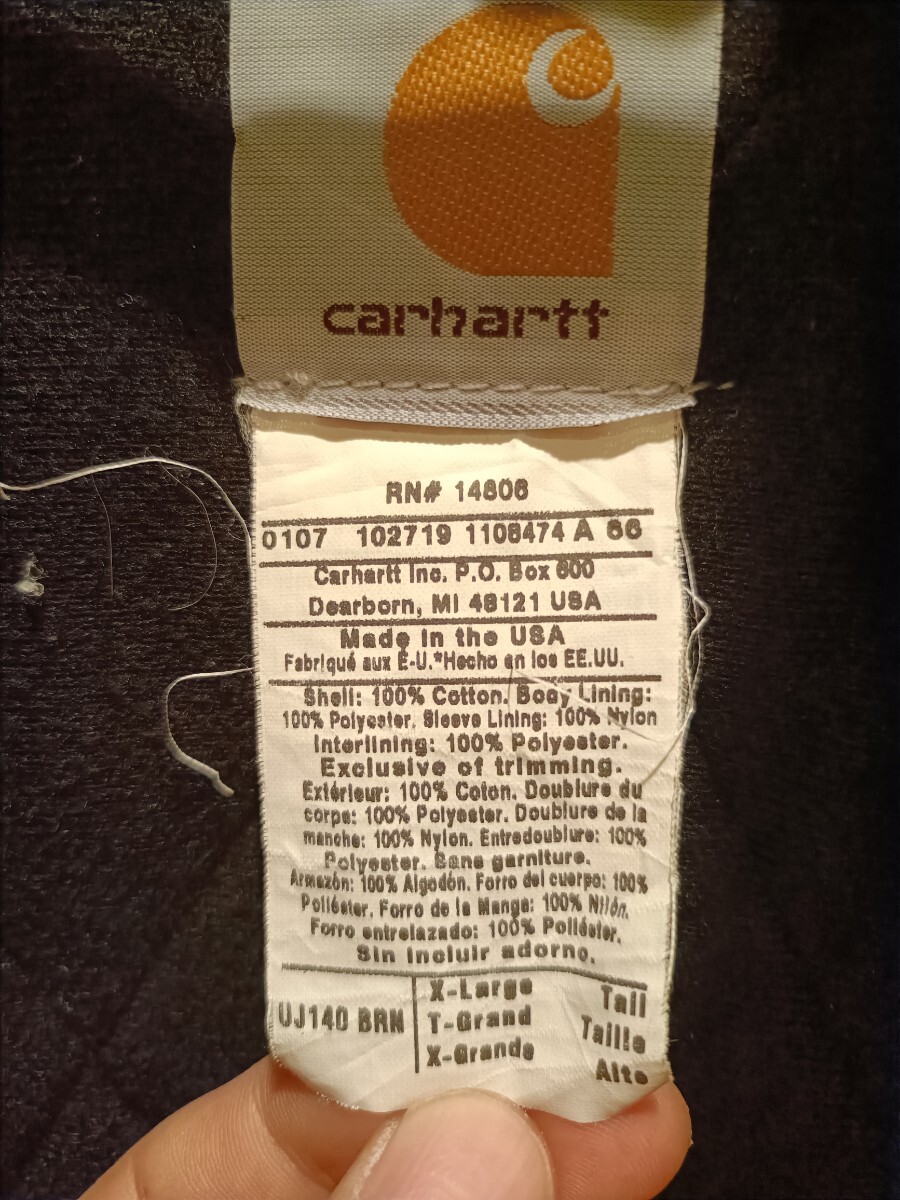 carhartt
RN# 14806
0107 102719 1108474 A 66
Carhartt Inc. P.O. Box 600
Dearborn, MI 48121 USA
Made in the USA
Fabriqué aux É-U.*Hecho en los EE.UU.
Shell: 100% Cotton. Body Lining:
100% Polyester. Sleeve Lining: 100% Nylon
Interlining: 100% Polyester.
Exclusive of trimming.
Extérieur: 100% Coton. Doublure du
corps: 100% Polyester. Doublure de la
manche: 100% Nylon. Entredoublure: 100%
Polyester. Sans garniture.
Armazón: 100% Algodón. Forro del cuerpo: 100%
Poliéster. Forro de la Manga: 100% Nilón.
Forro entrelazado: 100% Poliéster.
Sin incluir adorno.
UJ140 BRN
X-Large Tall
T-Grand Taille
X-Grande Alto